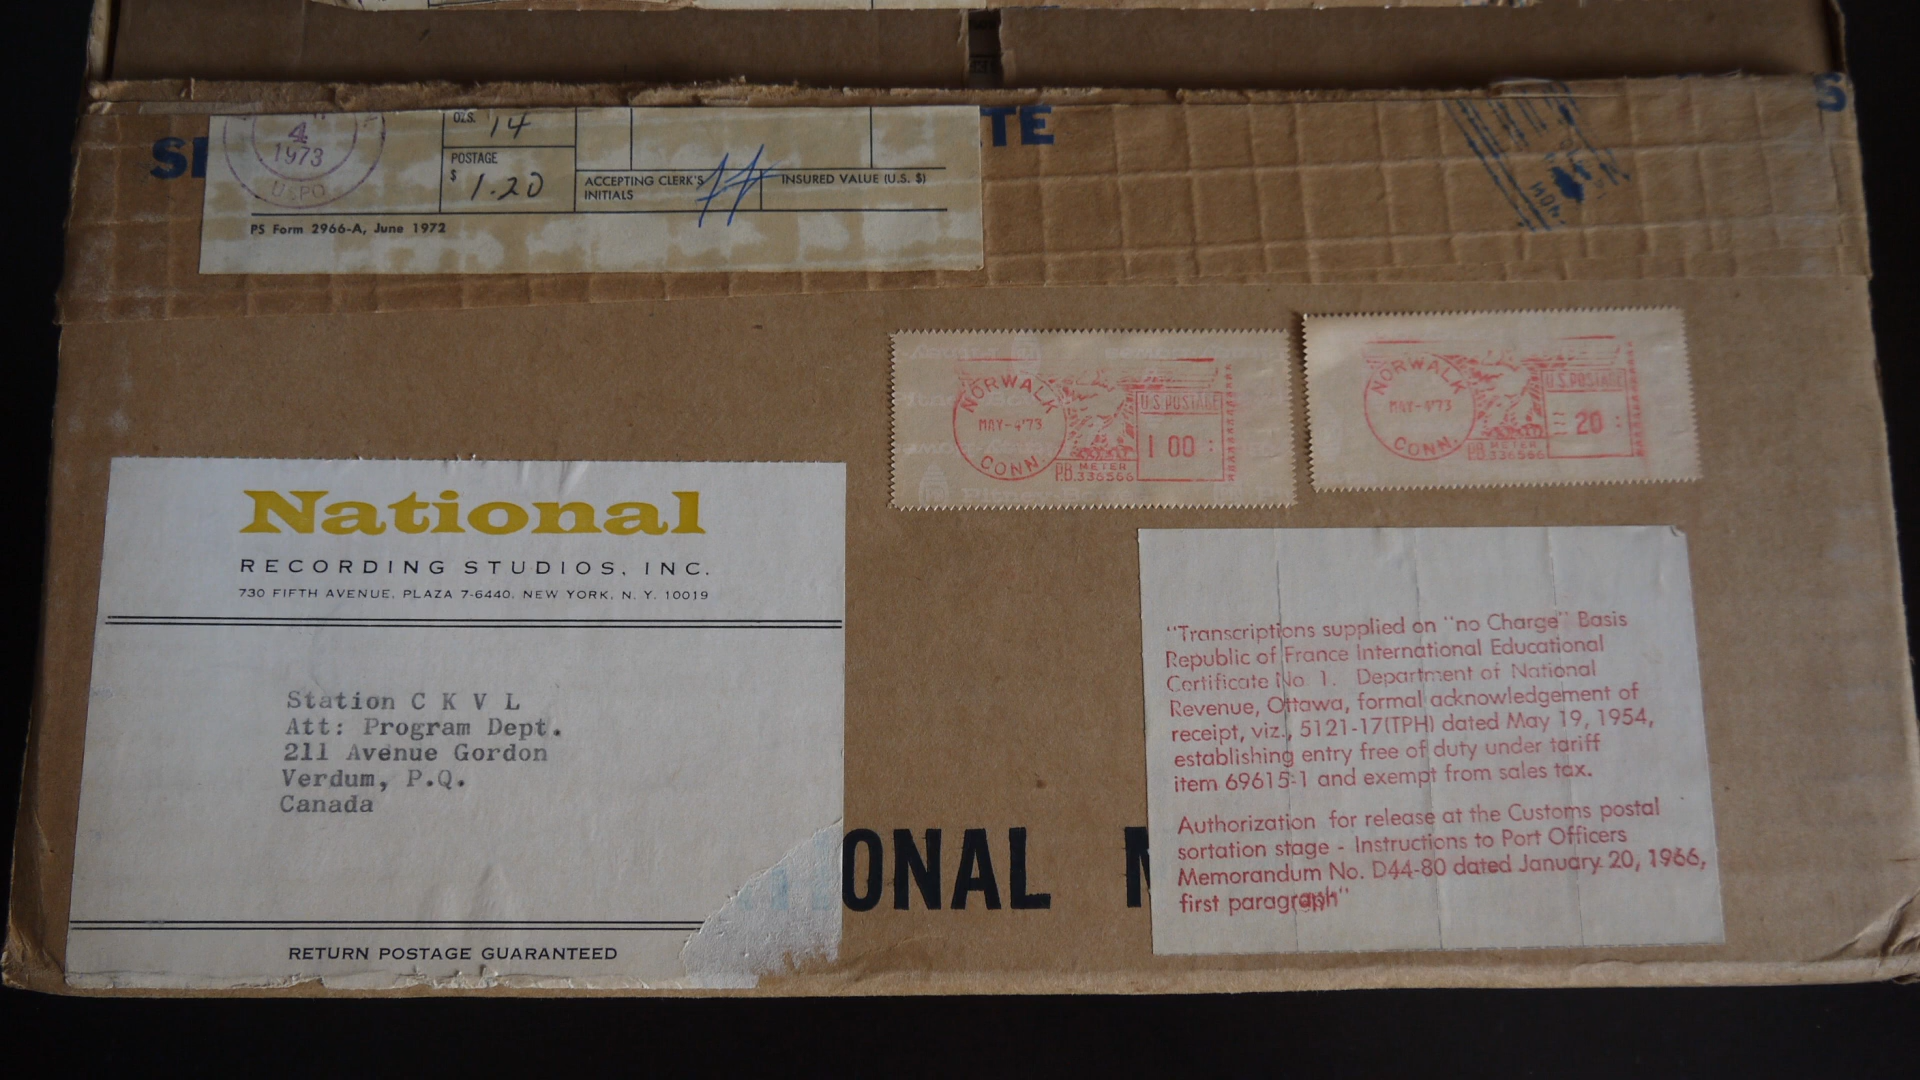 4
1973
USPO
OZS. 14
POSTAGE
$ 1.20
ACCEPTING CLERK'S
INITIALS
INSURED VALUE (U.S. $)
PS Form 2966-A, June 1972
TE
S
NORWALK
MAY-4'73
CONN.
P.B. METER
336566
U.S. POSTAGE
1 00
NORWALK
MAY-4'73
CONN.
P.B. METER
336566
U.S. POSTAGE
20
Pitney-Bowes
National
RECORDING STUDIOS, INC.
730 FIFTH AVENUE, PLAZA 7-6440, NEW YORK, N. Y. 10019
Station C K V L
Att: Program Dept.
211 Avenue Gordon
Verdum, P.Q.
Canada
RETURN POSTAGE GUARANTEED
IONAL M
"Transcriptions supplied on "no Charge" Basis
Republic of France International Educational
Certificate No. 1. Department of National
Revenue, Ottawa, formal acknowledgement of
receipt, viz., 5121-17(TPH) dated May 19, 1954,
establishing entry free of duty under tariff
item 69615-1 and exempt from sales tax.
Authorization for release at the Customs postal
sortation stage - Instructions to Port Officers
Memorandum No. D44-80 dated January 20, 1966,
first paragraph"